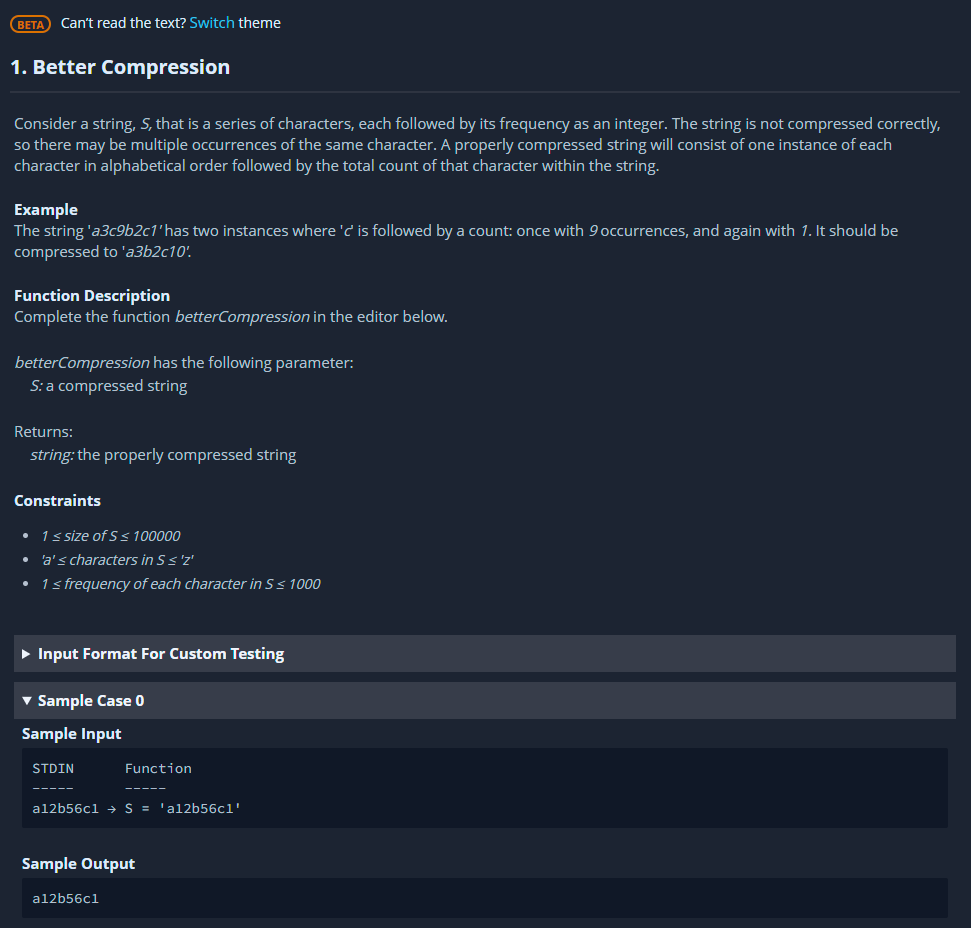 BETA Can't read the text? Switch theme
1. Better Compression
Consider a string, S, that is a series of characters, each followed by its frequency as an integer. The string is not compressed correctly,
so there may be multiple occurrences of the same character. A properly compressed string will consist of one instance of each
character in alphabetical order followed by the total count of that character within the string.
Example
The string 'a3c9b2c1' has two instances where 'c' is followed by a count: once with 9 occurrences, and again with 1. It should be
compressed to 'a3b2c10'.
Function Description
Complete the function betterCompression in the editor below.
betterCompression has the following parameter:
S: a compressed string
Returns:
string: the properly compressed string
Constraints
• 1 ≤ size of S ≤ 100000
• 'a' ≤ characters in S ≤ 'z'
• 1 ≤ frequency of each character in S ≤ 1000
▶ Input Format For Custom Testing
▼ Sample Case 0
Sample Input
STDIN Function
----- -----
a12b56c1 → S = 'a12b56c1'
Sample Output
a12b56c1